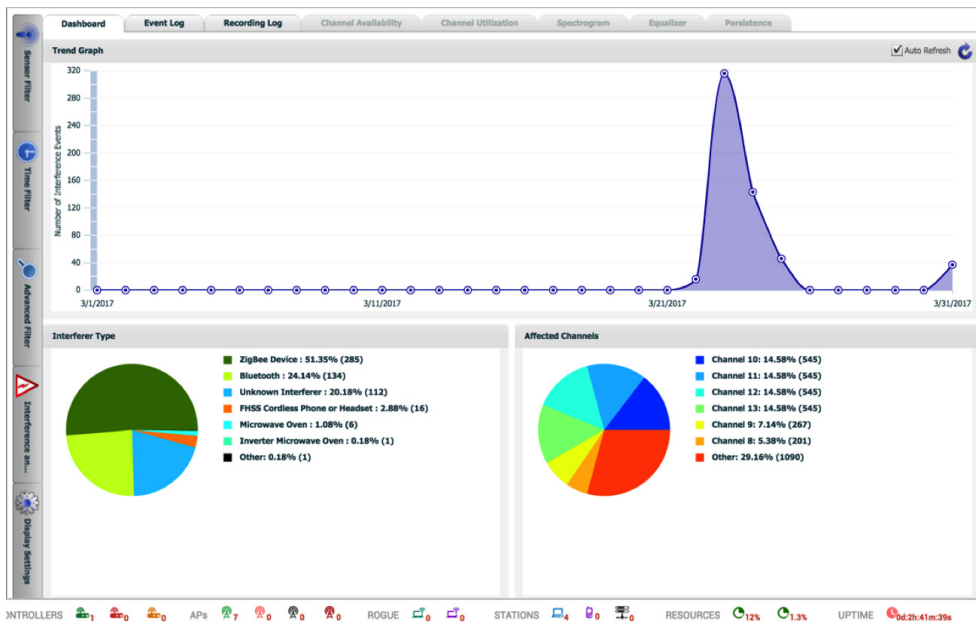 Dashboard Event Log Recording Log Channel Availability Channel Utilization Spectrogram Equalizer Persistence
Sensor Filter
Time Filter
Advanced Filter
Interference an...
Display Settings
Trend Graph Auto Refresh
Number of Interference Events
320
280
240
200
160
120
80
40
0
3/1/2017 3/11/2017 3/21/2017 3/31/2017
Interferer Type
ZigBee Device : 51.35% (285)
Bluetooth : 24.14% (134)
Unknown Interferer : 20.18% (112)
FHSS Cordless Phone or Headset : 2.88% (16)
Microwave Oven : 1.08% (6)
Inverter Microwave Oven : 0.18% (1)
Other: 0.18% (1)
Affected Channels
Channel 10: 14.58% (545)
Channel 11: 14.58% (545)
Channel 12: 14.58% (545)
Channel 13: 14.58% (545)
Channel 9: 7.14% (267)
Channel 8: 5.38% (201)
Other: 29.16% (1090)
ONTROLLERS 1 0 0 APs 7 0 0 0 ROGUE 0 0 STATIONS 4 0 0 RESOURCES 12% 1.3% UPTIME 0d:2h:41m:39s